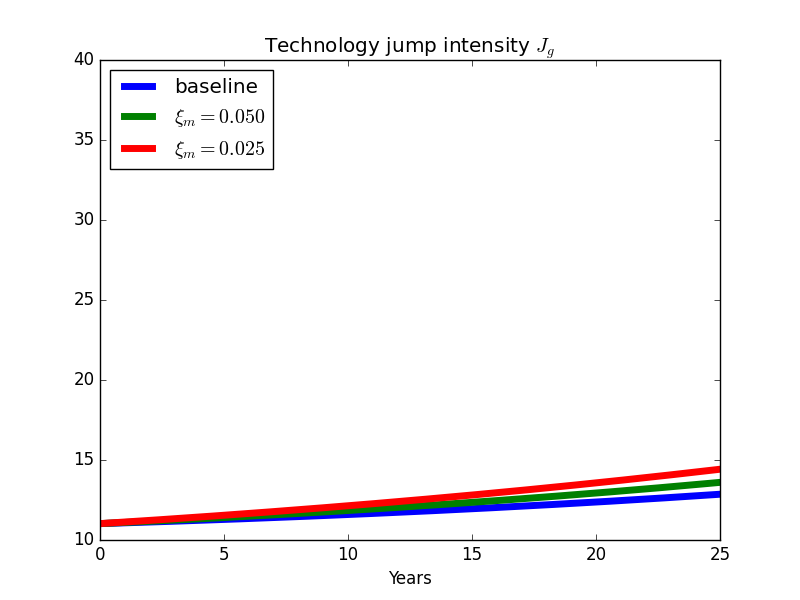 Technology jump intensity J_g
baseline
ξ_m = 0.050
ξ_m = 0.025
40
35
30
25
20
15
10
0 5 10 15 20 25
Years